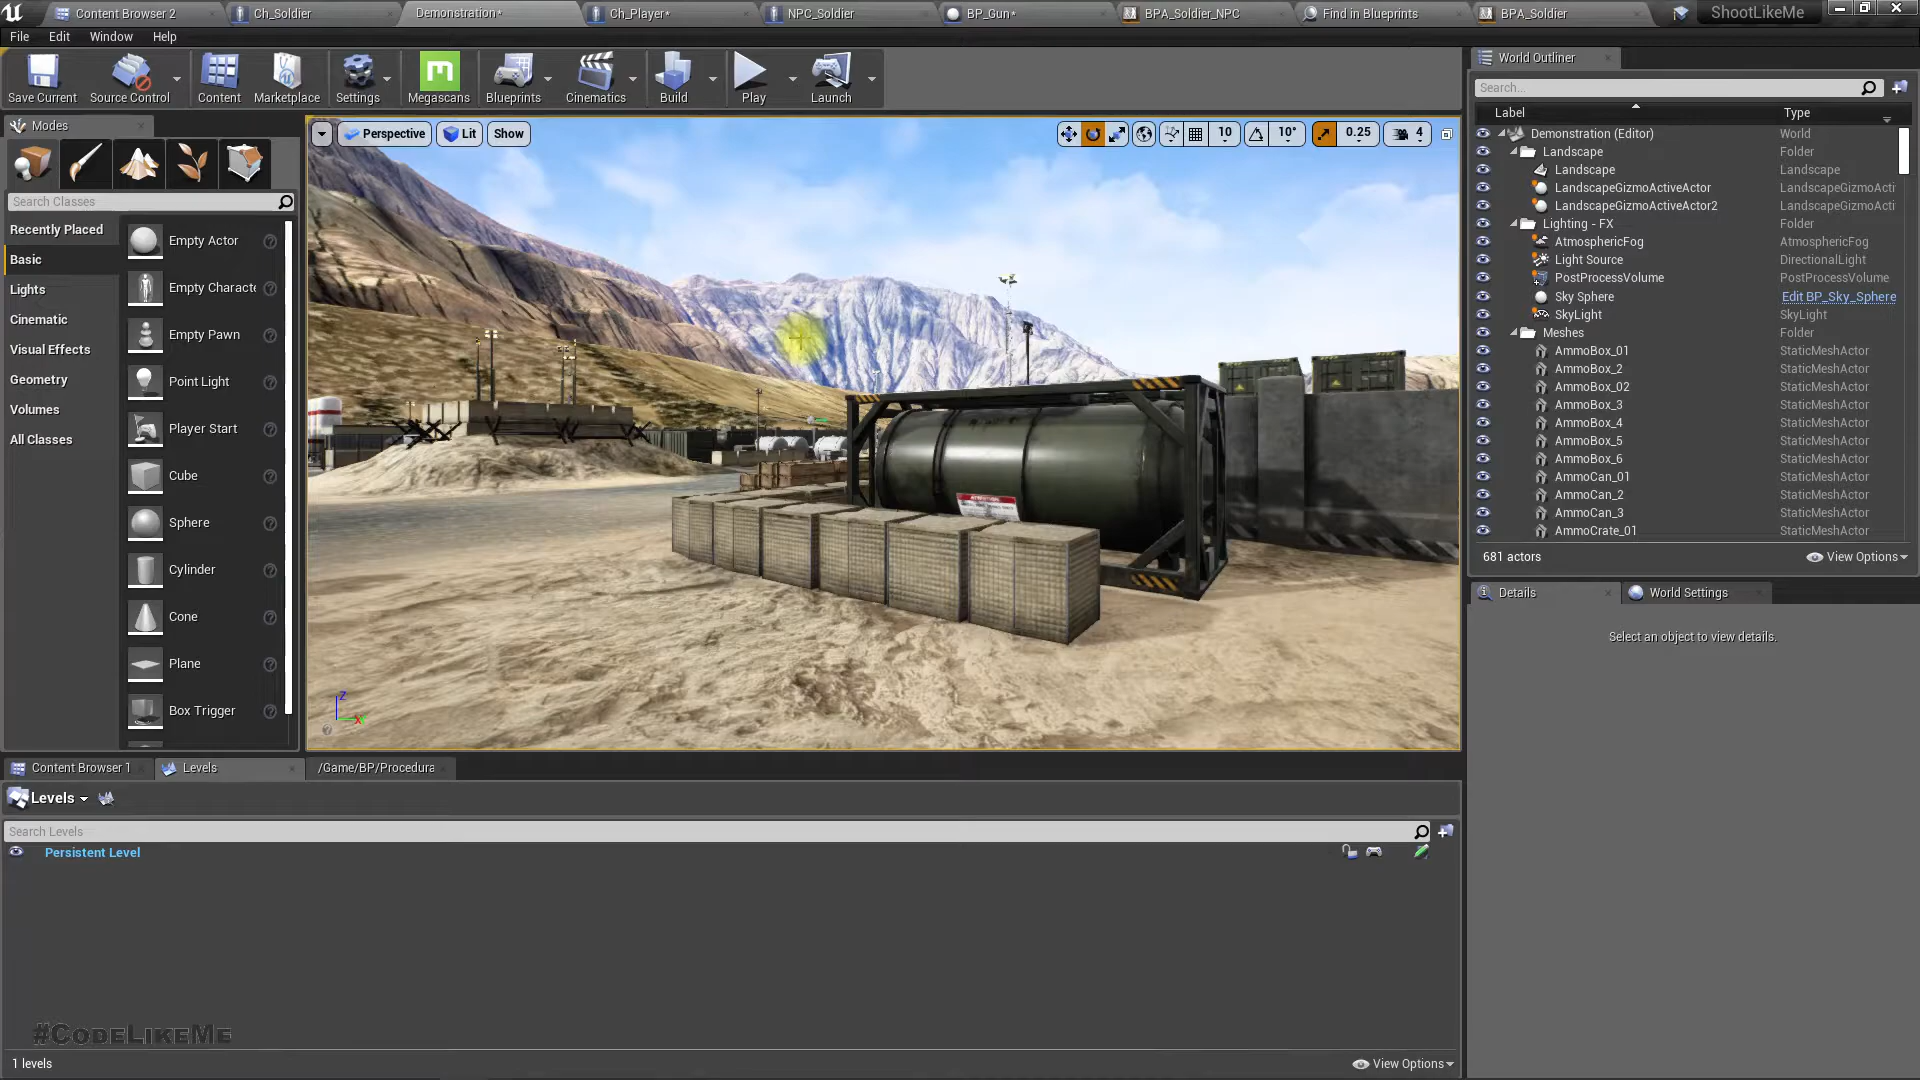 Content Browser 2
Ch_Soldier
Demonstration*
Ch_Player*
NPC_Soldier
BP_Gun*
BPA_Soldier_NPC
Find in Blueprints
BPA_Soldier
ShootLikeMe
File
Edit
Window
Help
Save Current
Source Control
Content
Marketplace
Settings
Megascans
Blueprints
Cinematics
Build
Play
Launch
Modes
Search Classes
Recently Placed
Basic
Lights
Cinematic
Visual Effects
Geometry
Volumes
All Classes
Empty Actor
Empty Characte
Empty Pawn
Point Light
Player Start
Cube
Sphere
Cylinder
Cone
Plane
Box Trigger
Perspective
Lit
Show
10
10°
0.25
4
Z
X
World Outliner
Search...
Label
Type
Demonstration (Editor)
World
Landscape
Folder
Landscape
Landscape
LandscapeGizmoActiveActor
LandscapeGizmoActi
LandscapeGizmoActiveActor2
LandscapeGizmoActi
Lighting - FX
Folder
AtmosphericFog
AtmosphericFog
Light Source
DirectionalLight
PostProcessVolume
PostProcessVolume
Sky Sphere
Edit BP_Sky_Sphere
SkyLight
SkyLight
Meshes
Folder
AmmoBox_01
StaticMeshActor
AmmoBox_2
StaticMeshActor
AmmoBox_02
StaticMeshActor
AmmoBox_3
StaticMeshActor
AmmoBox_4
StaticMeshActor
AmmoBox_5
StaticMeshActor
AmmoBox_6
StaticMeshActor
AmmoCan_01
StaticMeshActor
AmmoCan_2
StaticMeshActor
AmmoCan_3
StaticMeshActor
AmmoCrate_01
StaticMeshActor
681 actors
View Options
Details
World Settings
Select an object to view details.
Content Browser 1
Levels
/Game/BP/Procedura
Levels
Search Levels
Persistent Level
#CodeLikeMe
1 levels
View Options